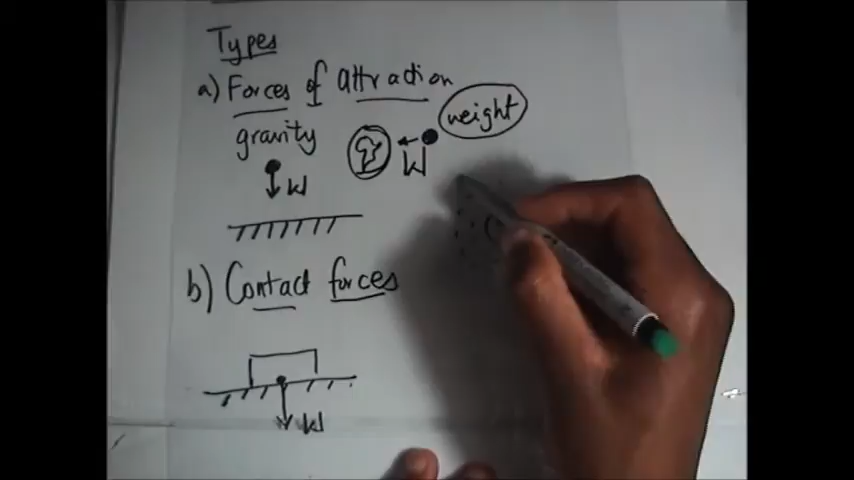 Types
a) Forces of attraction
gravity
weight
W
W
b) Contact forces
W